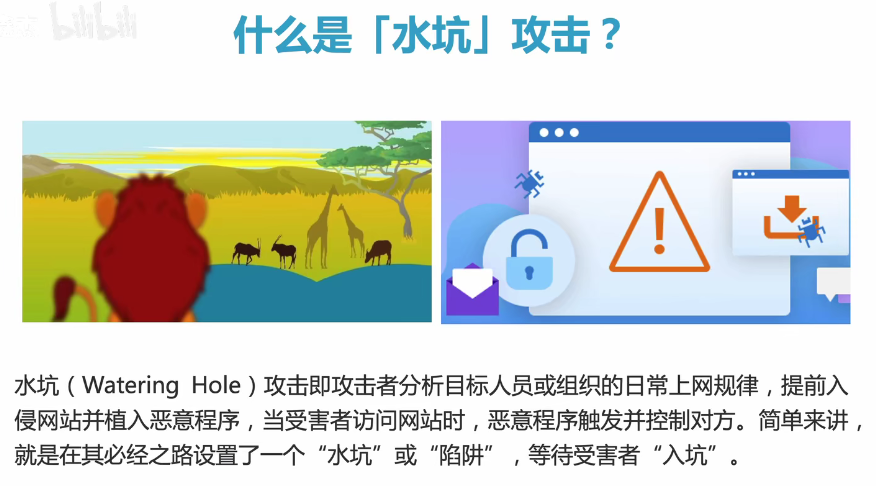 bilibili
什么是「水坑」攻击？
水坑（Watering Hole）攻击即攻击者分析目标人员或组织的日常上网规律，提前入
侵网站并植入恶意程序，当受害者访问网站时，恶意程序触发并控制对方。简单来讲，
就是在其必经之路设置了一个“水坑”或“陷阱”，等待受害者“入坑”。